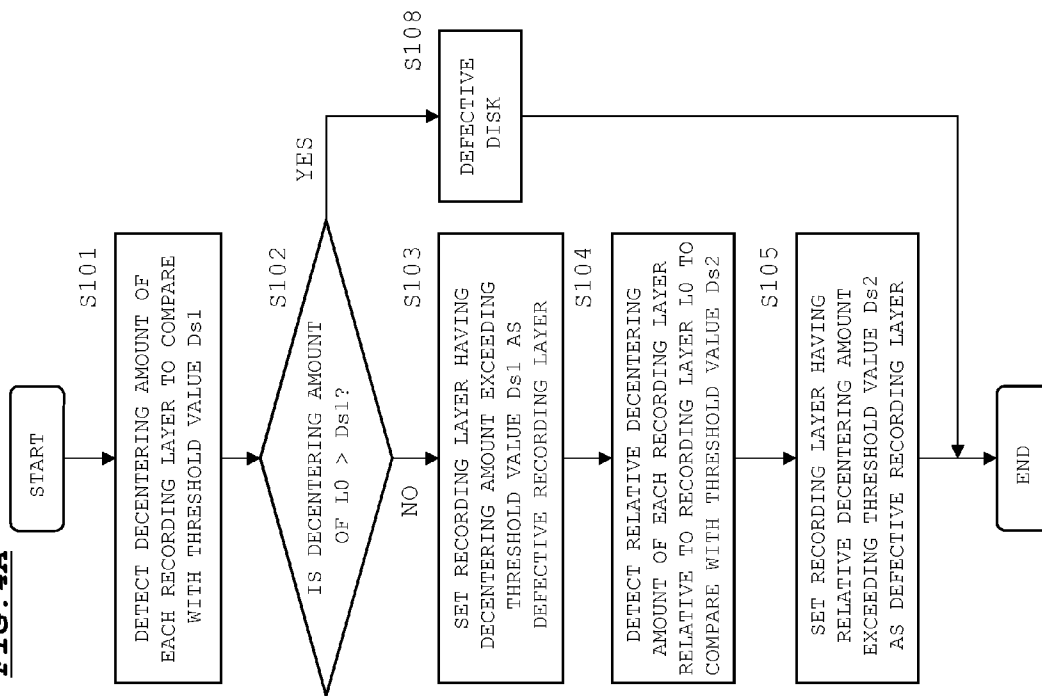 FIG. 4A
START
S101
DETECT DECENTERING AMOUNT OF
EACH RECORDING LAYER TO COMPARE
WITH THRESHOLD VALUE Ds1
S102
IS DECENTERING AMOUNT
OF L0 > Ds1?
YES
NO
S108
DEFECTIVE
DISK
S103
SET RECORDING LAYER HAVING
DECENTERING AMOUNT EXCEEDING
THRESHOLD VALUE Ds1 AS
DEFECTIVE RECORDING LAYER
S104
DETECT RELATIVE DECENTERING
AMOUNT OF EACH RECORDING LAYER
RELATIVE TO RECORDING LAYER L0 TO
COMPARE WITH THRESHOLD VALUE Ds2
S105
SET RECORDING LAYER HAVING
RELATIVE DECENTERING AMOUNT
EXCEEDING THRESHOLD VALUE Ds2
AS DEFECTIVE RECORDING LAYER
END